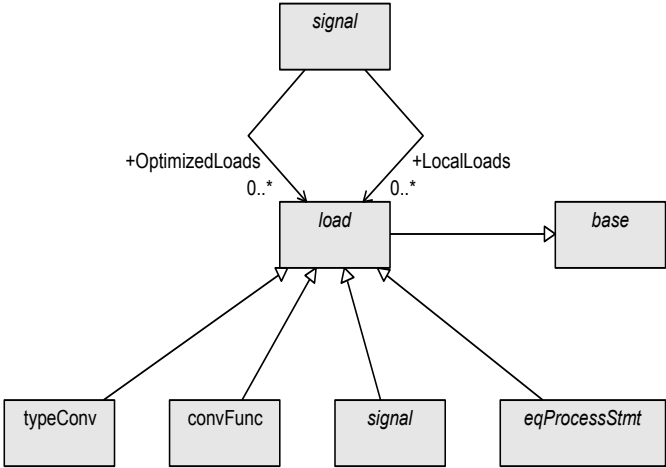 signal
+OptimizedLoads
+LocalLoads
0..*
0..*
load
base
typeConv
convFunc
signal
eqProcessStmt